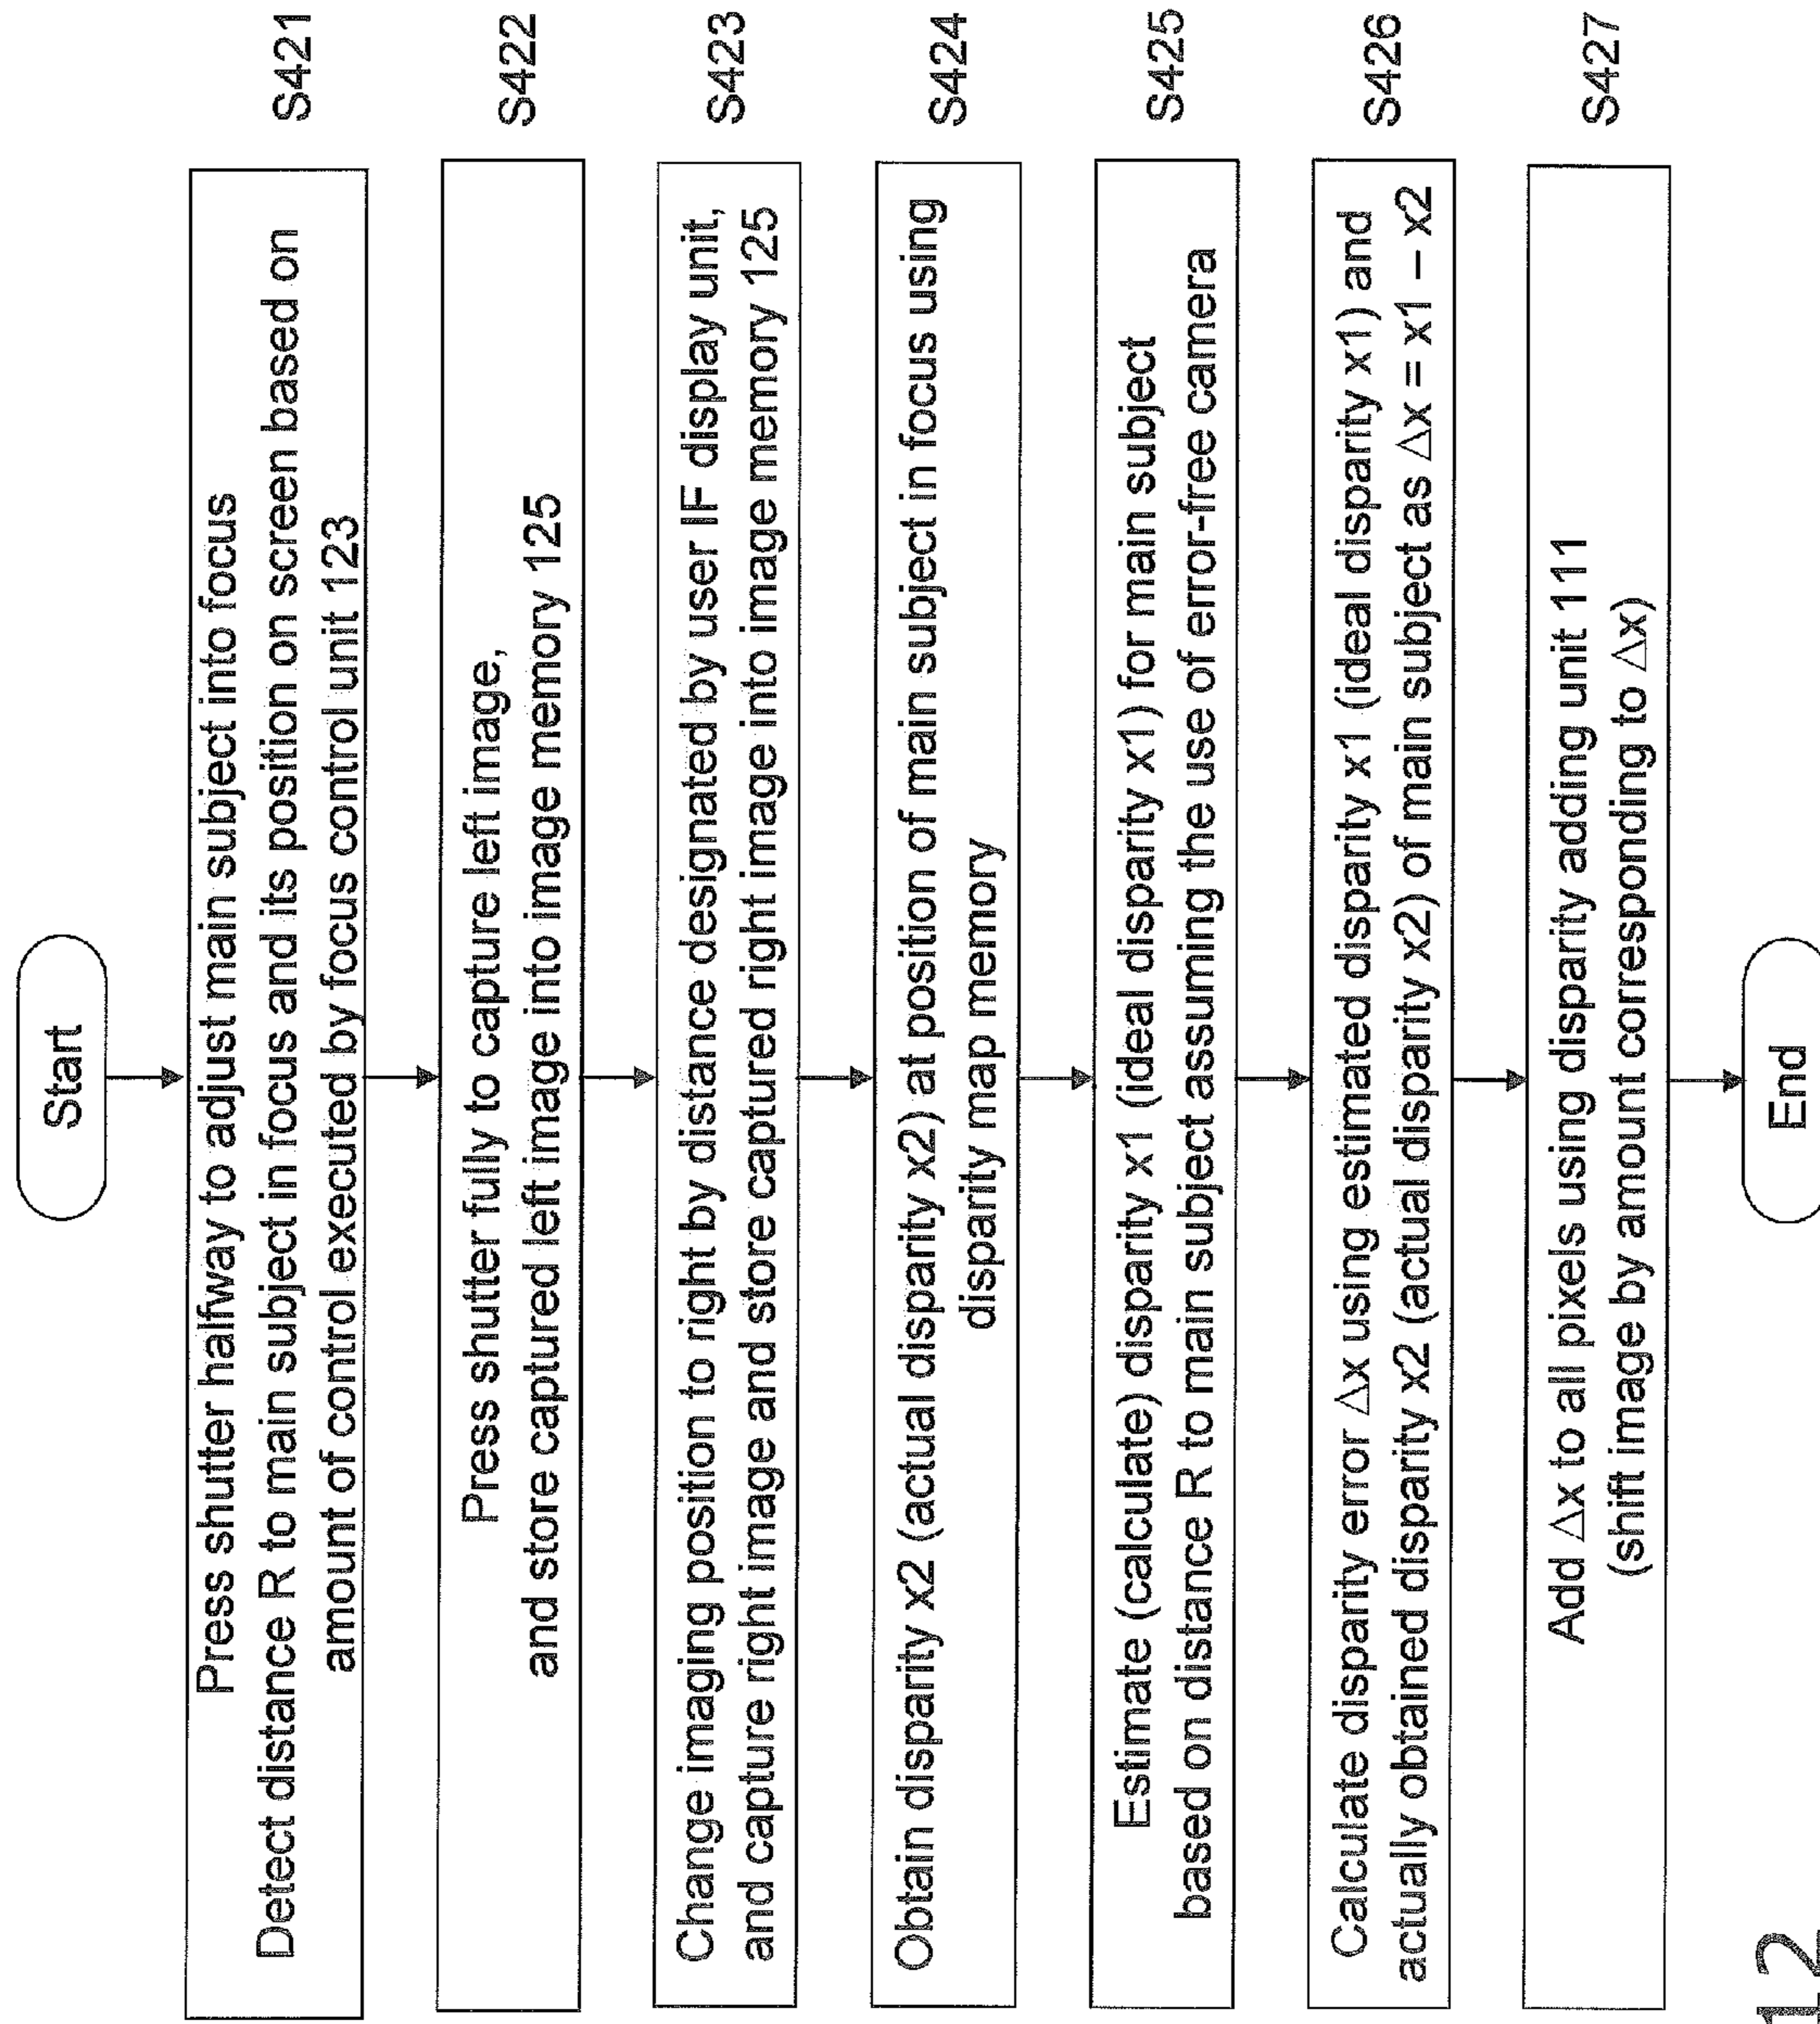 Start
Press shutter halfway to adjust main subject into focus
Detect distance R to main subject in focus and its position on screen based on
amount of control executed by focus control unit 123
S421
Press shutter fully to capture left image,
and store captured left image into image memory 125
S422
Change imaging position to right by distance designated by user IF display unit,
and capture right image and store captured right image into image memory 125
S423
Obtain disparity x2 (actual disparity x2) at position of main subject in focus using
disparity map memory
S424
Estimate (calculate) disparity x1 (ideal disparity x1) for main subject
based on distance R to main subject assuming the use of error-free camera
S425
Calculate disparity error △x using estimated disparity x1 (ideal disparity x1) and
actually obtained disparity x2 (actual disparity x2) of main subject as △x = x1 – x2
S426
Add △x to all pixels using disparity adding unit 111
(shift image by amount corresponding to △x)
S427
End
12